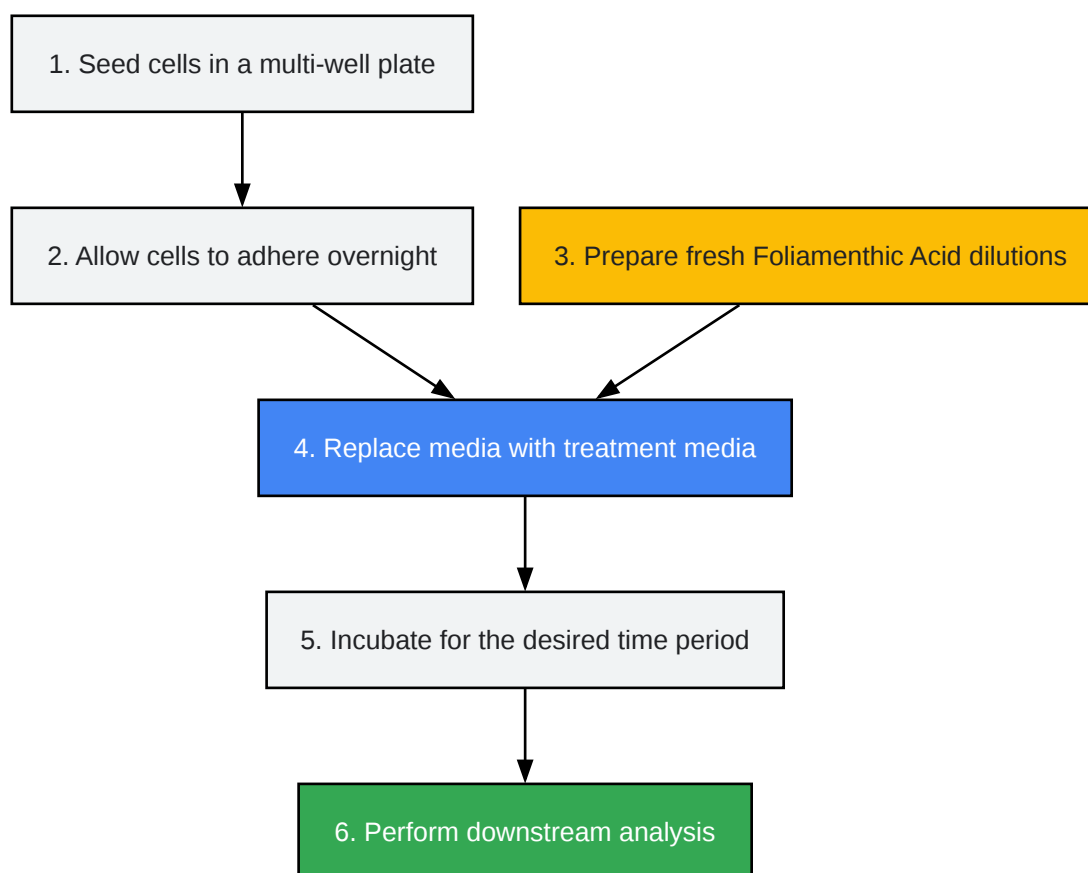 1. Seed cells in a multi-well plate
2. Allow cells to adhere overnight
3. Prepare fresh Foliamenthic Acid dilutions
4. Replace media with treatment media
5. Incubate for the desired time period
6. Perform downstream analysis